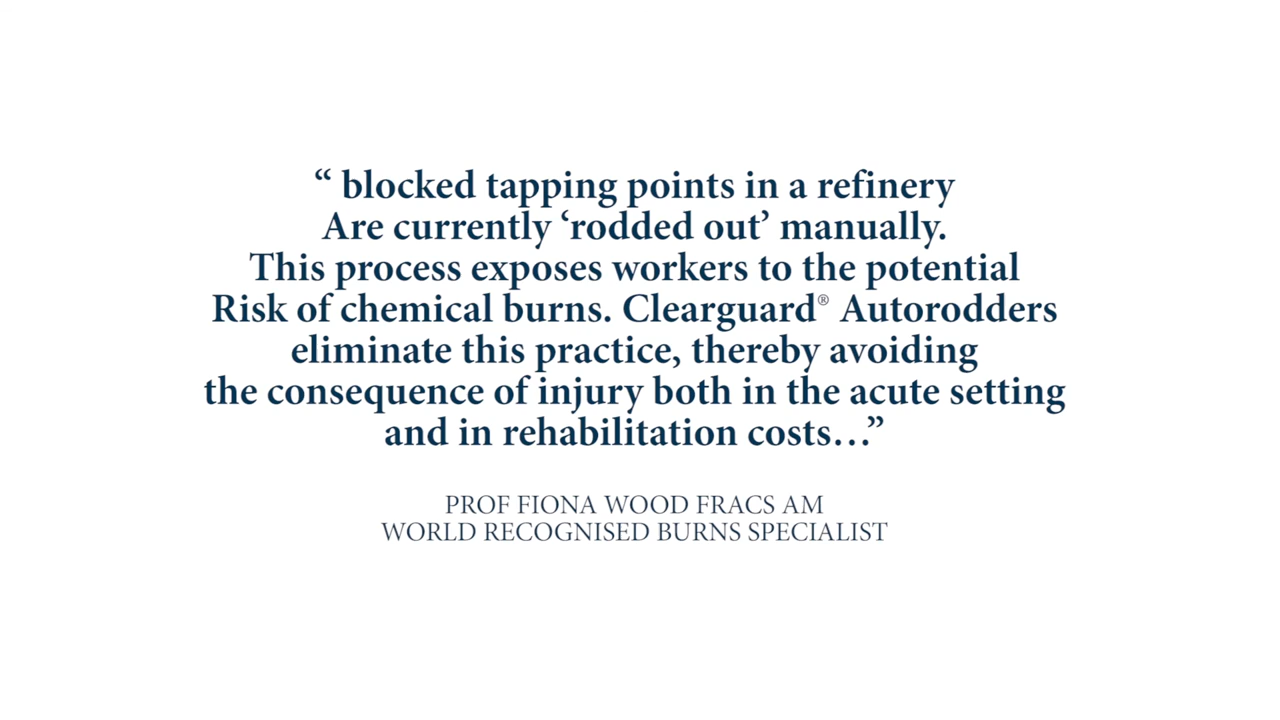 “ blocked tapping points in a refinery
Are currently ‘rodded out’ manually.
This process exposes workers to the potential
Risk of chemical burns. Clearguard® Autorodders
eliminate this practice, thereby avoiding
the consequence of injury both in the acute setting
and in rehabilitation costs…”
PROF FIONA WOOD FRACS AM
WORLD RECOGNISED BURNS SPECIALIST